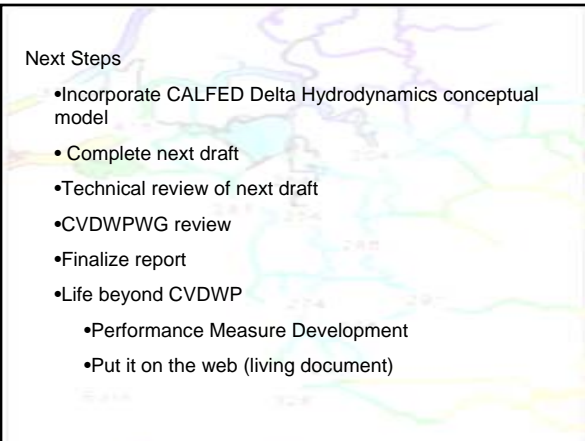 Next Steps
•Incorporate CALFED Delta Hydrodynamics conceptual
model
• Complete next draft
•Technical review of next draft
•CVDWPWG review
•Finalize report
•Life beyond CVDWP
•Performance Measure Development
•Put it on the web (living document)